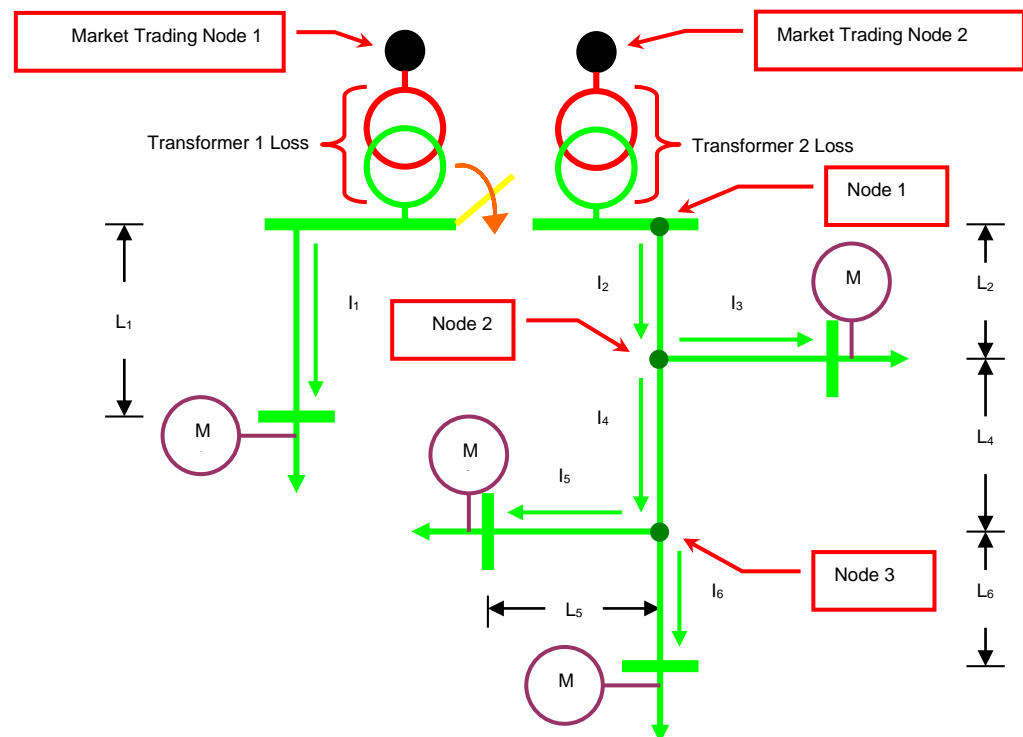 Market Trading Node 1
Market Trading Node 2
Transformer 1 Loss
Transformer 2 Loss
Node 1
L₁
I₁
I₂
I₃
M
L₂
Node 2
M
M
I₄
L₄
I₅
Node 3
L₅
I₆
L₆
M